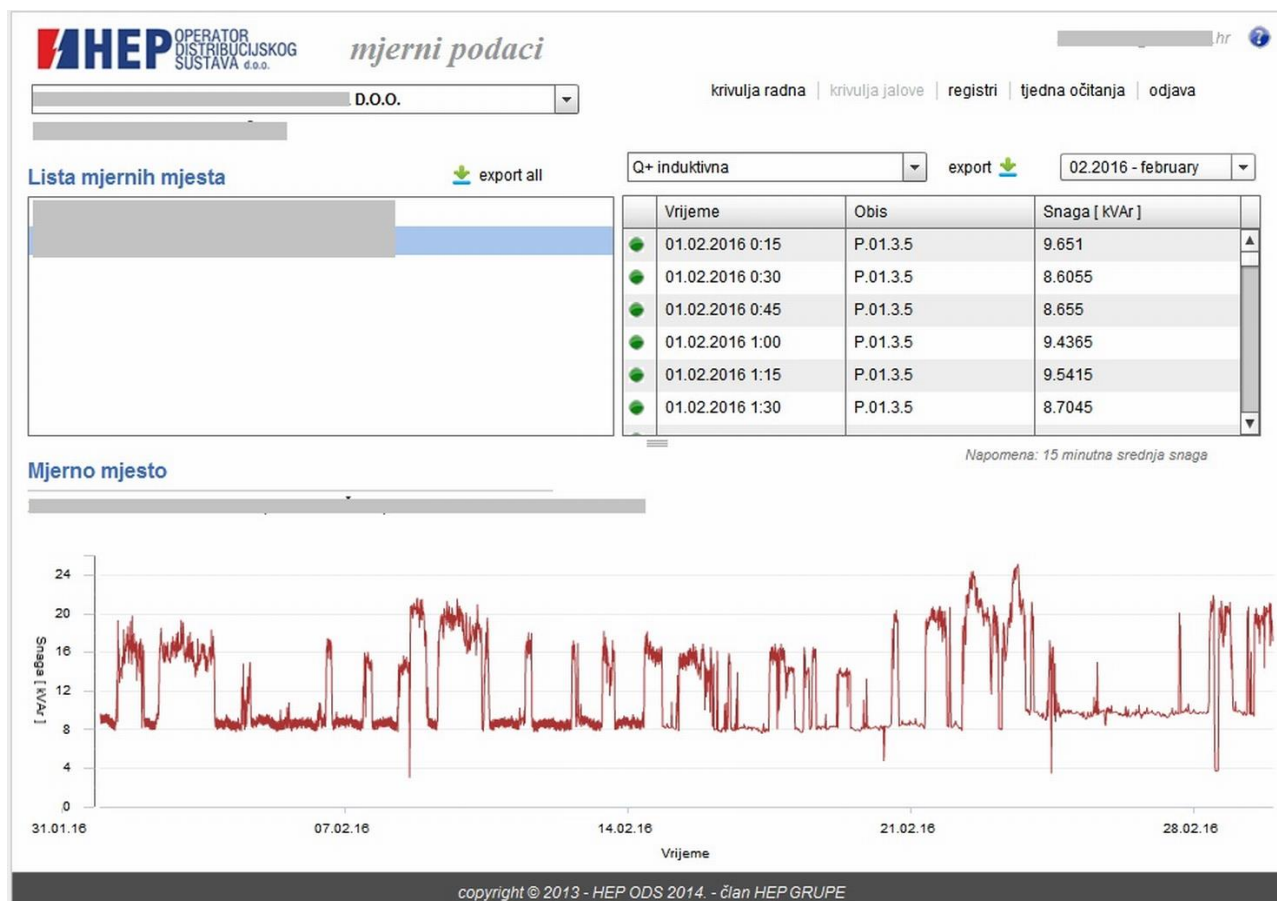 HEP OPERATOR
DISTRIBUCIJSKOG
SUSTAVA d.o.o.
mjerni podaci
.hr
?
D.O.O.
krivulja radna | krivulja jalove | registri | tjedna očitanja | odjava
Lista mjernih mjesta
export all
Q+ induktivna
export
02.2016 - february
Vrijeme Obis Snaga [ kVAr ]
01.02.2016 0:15 P.01.3.5 9.651
01.02.2016 0:30 P.01.3.5 8.6055
01.02.2016 0:45 P.01.3.5 8.655
01.02.2016 1:00 P.01.3.5 9.4365
01.02.2016 1:15 P.01.3.5 9.5415
01.02.2016 1:30 P.01.3.5 8.7045
Napomena: 15 minutna srednja snaga
Mjerno mjesto
Snaga [ kVAr ]
24
20
16
12
8
4
0
31.01.16 07.02.16 14.02.16 21.02.16 28.02.16
Vrijeme
copyright © 2013 - HEP ODS 2014. - član HEP GRUPE